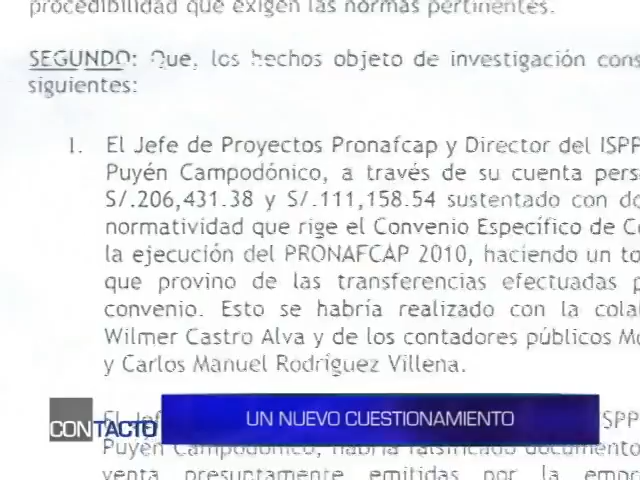 procedibilidad que exigen las normas pertinentes.
SEGUNDO: Que, los hechos objeto de investigación cons
siguientes:
1. El Jefe de Proyectos Pronafcap y Director del ISPP
Puyén Campodónico, a través de su cuenta pers
S/.206,431.38 y S/.111,158.54 sustentado con do
normatividad que rige el Convenio Específico de Co
la ejecución del PRONAFCAP 2010, haciendo un to
que provino de las transferencias efectuadas p
convenio. Esto se habría realizado con la cola
Wilmer Castro Alva y de los contadores públicos Mo
y Carlos Manuel Rodríguez Villena.
El Jef ISPP
CONTACTO UN NUEVO CUESTIONAMIENTO
Puyén Campodónico, habría falsificado documento
venta presuntamente emitidas por la empr